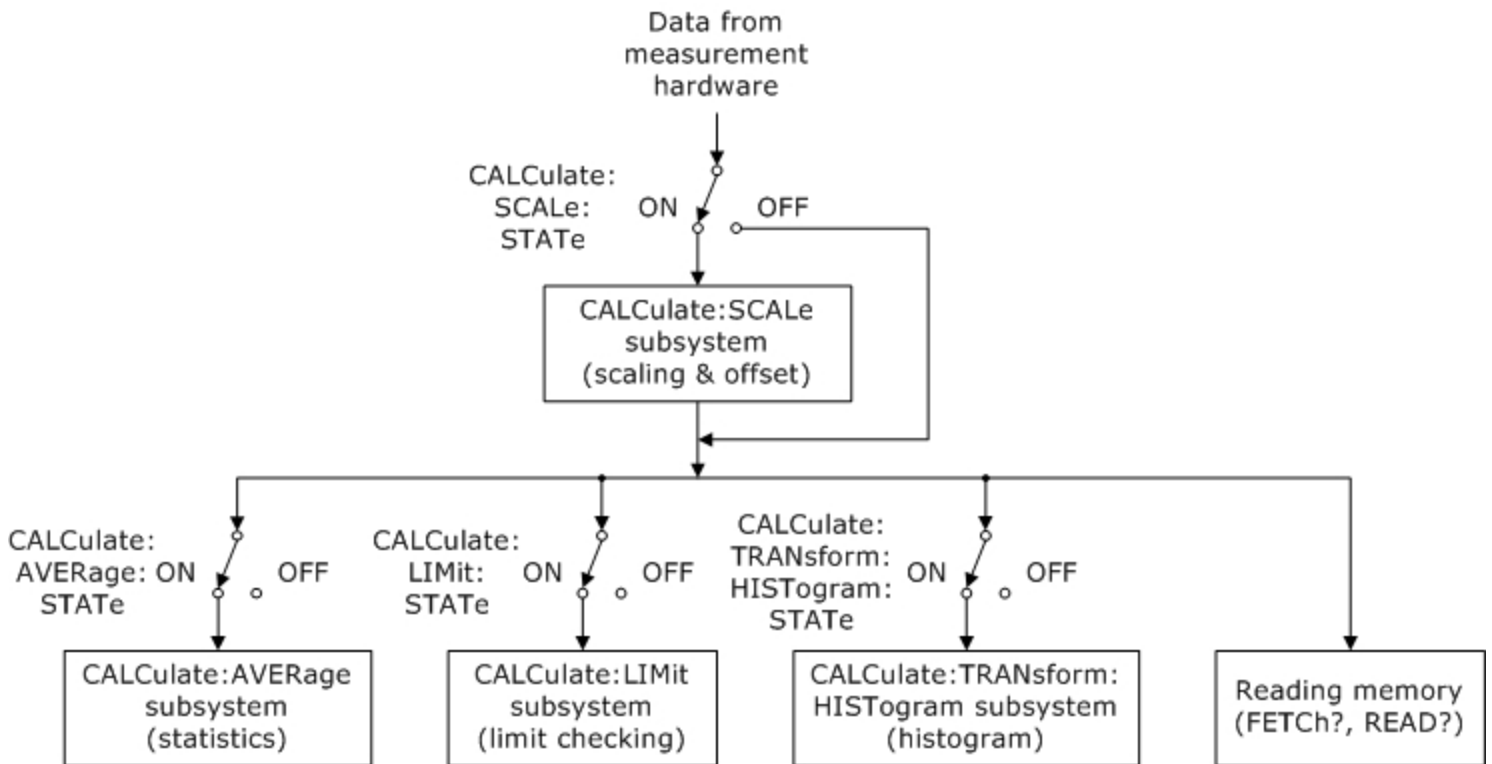 Data from
measurement
hardware
CALCulate:
SCALe:
STATe
ON
OFF
CALCulate:SCALe
subsystem
(scaling & offset)
CALCulate:
AVERage:
STATe
ON
OFF
CALCulate:
LIMit:
STATe
ON
OFF
CALCulate:
TRANsform:
HISTogram:
STATe
ON
OFF
CALCulate:AVERage
subsystem
(statistics)
CALCulate:LIMit
subsystem
(limit checking)
CALCulate:TRANsform:
HISTogram subsystem
(histogram)
Reading memory
(FETCh?, READ?)